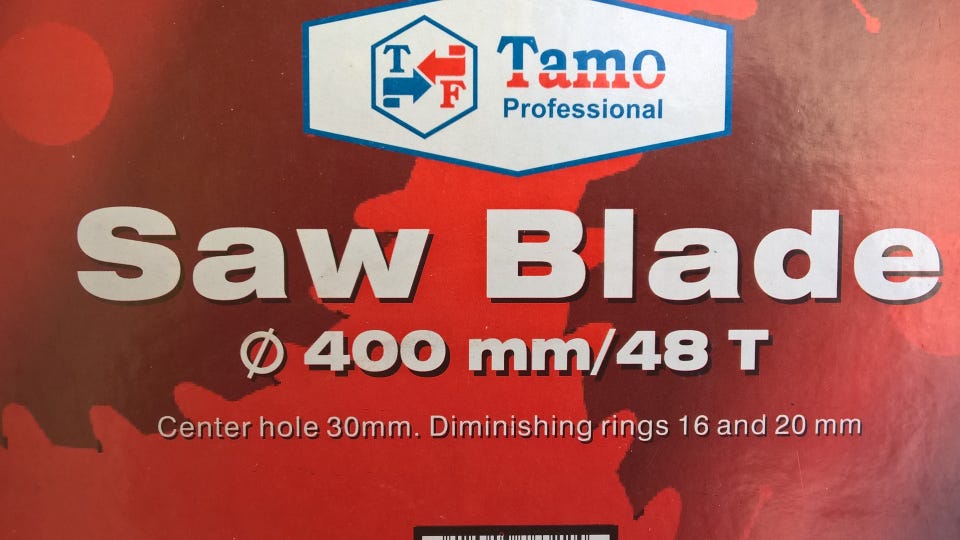 T
F
Tamo
Professional
Saw Blade
Ø 400 mm/48 T
Center hole 30mm. Diminishing rings 16 and 20 mm